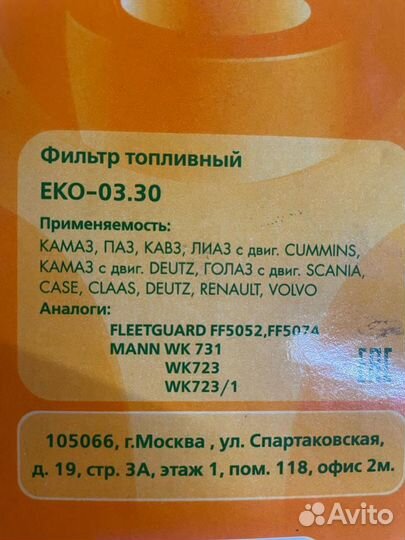 Фильтр топливный
ЕКО-03.30
Применяемость:
КАМАЗ, ПАЗ, КАВЗ, ЛИАЗ с двиг. CUMMINS,
КАМАЗ с двиг. DEUTZ, ГОЛАЗ с двиг. SCANIA,
CASE, CLAAS, DEUTZ, RENAULT, VOLVO
Аналоги:
FLEETGUARD FF5052,FF5074
MANN WK 731
WK723
WK723/1
EAC
105066, г.Москва , ул. Спартаковская,
д. 19, стр. 3А, этаж 1, пом. 118, офис 2м.
Avito